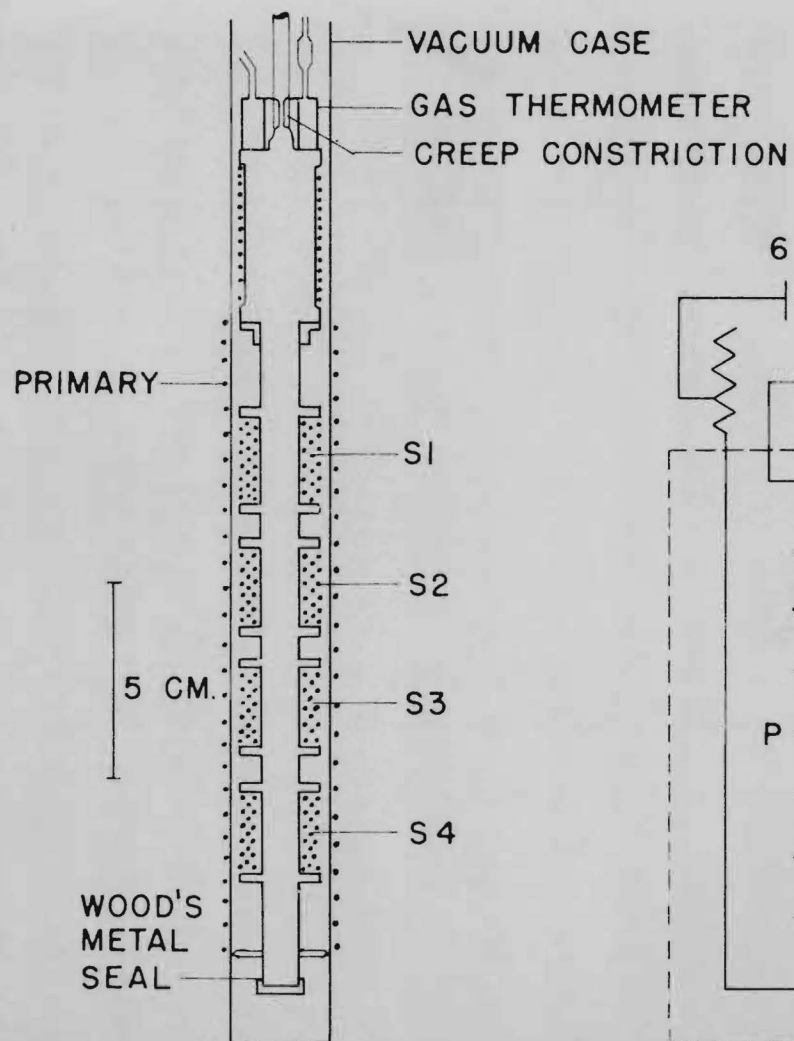 VACUUM CASE
GAS THERMOMETER
CREEP CONSTRICTION
6
PRIMARY
S1
S2
5 CM.
S3
P
S4
WOOD'S
METAL
SEAL